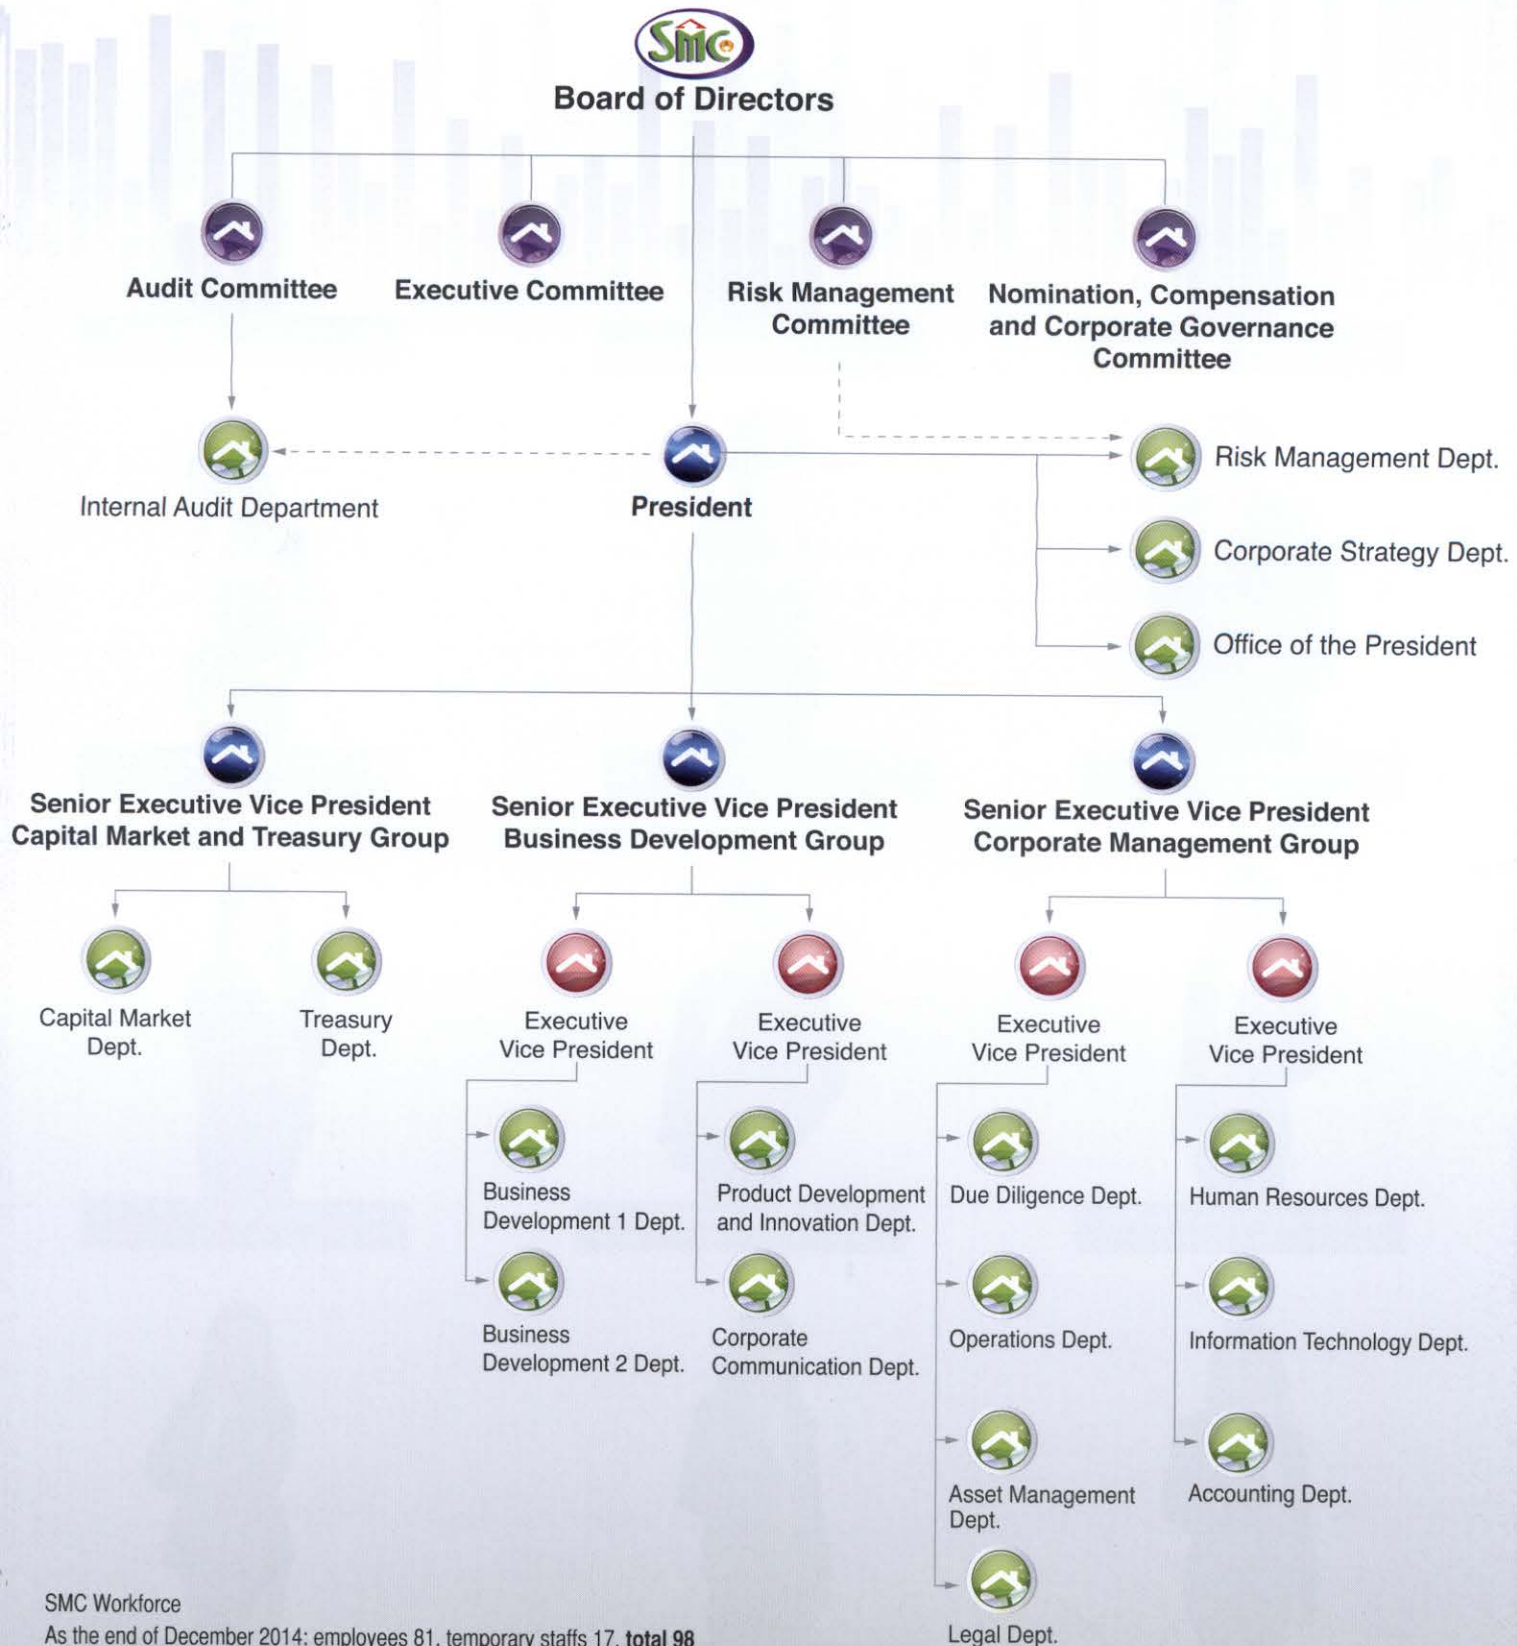 SMC
Board of Directors
Audit Committee
Executive Committee
Risk Management
Committee
Nomination, Compensation
and Corporate Governance
Committee
Internal Audit Department
President
Risk Management Dept.
Corporate Strategy Dept.
Office of the President
Senior Executive Vice President
Capital Market and Treasury Group
Senior Executive Vice President
Business Development Group
Senior Executive Vice President
Corporate Management Group
Capital Market
Dept.
Treasury
Dept.
Executive
Vice President
Executive
Vice President
Executive
Vice President
Executive
Vice President
Business
Development 1 Dept.
Product Development
and Innovation Dept.
Due Diligence Dept.
Human Resources Dept.
Business
Development 2 Dept.
Corporate
Communication Dept.
Operations Dept.
Information Technology Dept.
Asset Management
Dept.
Accounting Dept.
Legal Dept.
SMC Workforce
As the end of December 2014: employees 81, temporary staffs 17, total 98